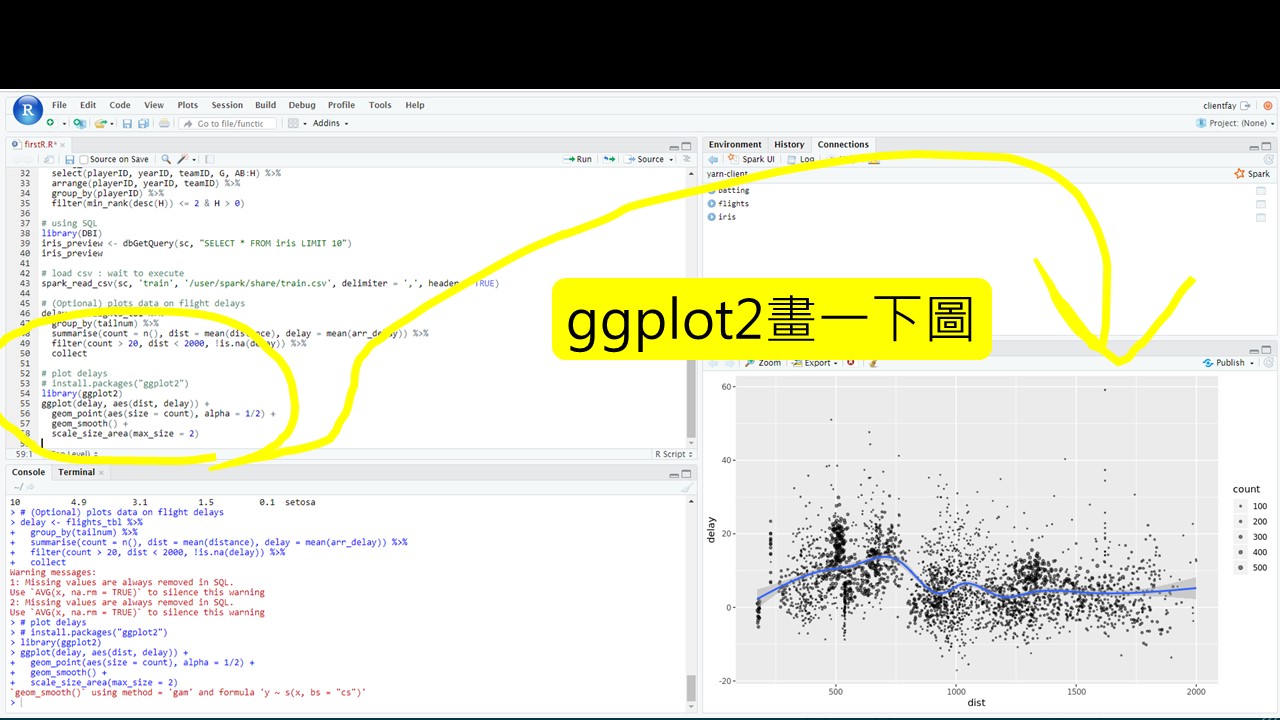 File Edit Code View Plots Session Build Debug Profile Tools Help
clientfay
Go to file/functic
Addins
Project: (None)
firstR.R*
Source on Save
Run
Source
32 select(playerID, yearID, teamID, G, AB:H) %>%
33 arrange(playerID, yearID, teamID) %>%
34 group_by(playerID) %>%
35 filter(min_rank(desc(H)) <= 2 & H > 0)
36
37 # using SQL
38 library(DBI)
39 iris_preview <- dbGetQuery(sc, "SELECT * FROM iris LIMIT 10")
40 iris_preview
41
42 # load csv : wait to execute
43 spark_read_csv(sc, 'train', '/user/spark/share/train.csv', delimiter = ',', header TRUE)
44
45 # (Optional) plots data on flight delays
46
47 group_by(tailnum) %>%
48 summarise(count = n(), dist = mean(distance), delay = mean(arr_delay)) %>%
49 filter(count > 20, dist < 2000, !is.na(delay)) %>%
50 collect
51
52 # plot delays
53 # install.packages("ggplot2")
54 library(ggplot2)
55 ggplot(delay, aes(dist, delay)) +
56 geom_point(aes(size = count), alpha = 1/2) +
57 geom_smooth() +
58 scale_size_area(max_size = 2)
59:1
R Script
Console Terminal
~/
10 4.9 3.1 1.5 0.1 setosa
> # (Optional) plots data on flight delays
> delay <- flights_tbl %>%
+ group_by(tailnum) %>%
+ summarise(count = n(), dist = mean(distance), delay = mean(arr_delay)) %>%
+ filter(count > 20, dist < 2000, !is.na(delay)) %>%
+ collect
Warning messages:
1: Missing values are always removed in SQL.
Use `AVG(x, na.rm = TRUE)` to silence this warning
2: Missing values are always removed in SQL.
Use `AVG(x, na.rm = TRUE)` to silence this warning
> # plot delays
> # install.packages("ggplot2")
> library(ggplot2)
> ggplot(delay, aes(dist, delay)) +
+ geom_point(aes(size = count), alpha = 1/2) +
+ geom_smooth() +
+ scale_size_area(max_size = 2)
`geom_smooth()` using method = 'gam' and formula 'y ~ s(x, bs = "cs")'
>
Environment History Connections
Spark UI Log
yarn-client
Spark
batting
flights
iris
ggplot2畫一下圖
Zoom Export
Publish
60
40
20
0
-20
delay
500 1000 1500 2000
dist
count
100
200
300
400
500